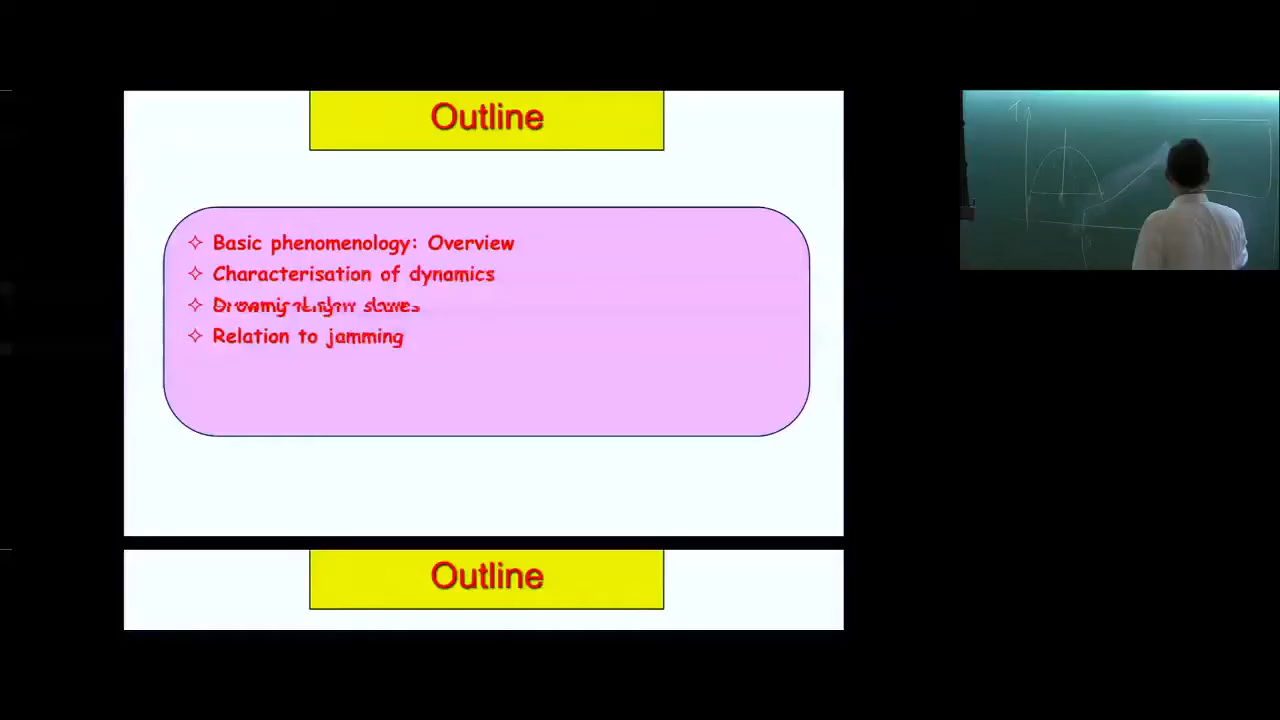 Outline
Basic phenomenology: Overview
Characterisation of dynamics
Relation to jamming
Outline
T